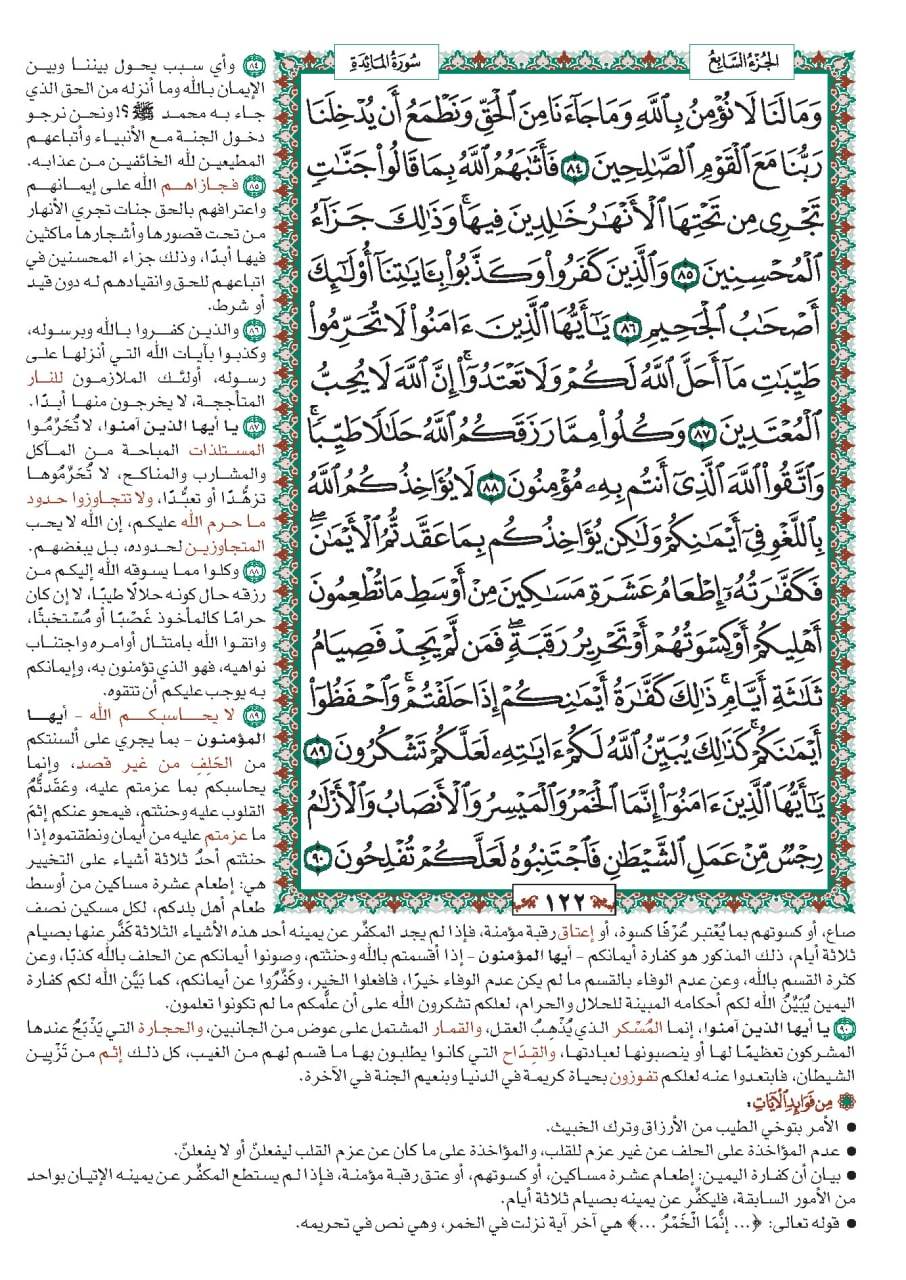 الجُزْءُ السَّابِعُ
سُورَةُ المَائِدَةِ
وَمَا لَنَا لَا نُؤْمِنُ بِٱللَّهِ وَمَا جَآءَنَا مِنَ ٱلْحَقِّ وَنَطْمَعُ أَن يُدْخِلَنَا
رَبُّنَا مَعَ ٱلْقَوْمِ ٱلصَّٰلِحِينَ ٨٤ فَأَثَٰبَهُمُ ٱللَّهُ بِمَا قَالُوا۟ جَنَّٰتٍ
تَجْرِى مِن تَحْتِهَا ٱلْأَنْهَٰرُ خَٰلِدِينَ فِيهَا ۚ وَذَٰلِكَ جَزَآءُ
ٱلْمُحْسِنِينَ ٨٥ وَٱلَّذِينَ كَفَرُوا۟ وَكَذَّبُوا۟ بِـَٔايَٰتِنَآ أُو۟لَٰٓئِكَ
أَصْحَٰبُ ٱلْجَحِيمِ ٨٦ يَٰٓأَيُّهَا ٱلَّذِينَ ءَامَنُوا۟ لَا تُحَرِّمُوا۟
طَيِّبَٰتِ مَآ أَحَلَّ ٱللَّهُ لَكُمْ وَلَا تَعْتَدُوٓا۟ ۚ إِنَّ ٱللَّهَ لَا يُحِبُّ
ٱلْمُعْتَدِينَ ٨٧ وَكُلُوا۟ مِمَّا رَزَقَكُمُ ٱللَّهُ حَلَٰلًا طَيِّبًا ۚ
وَٱتَّقُوا۟ ٱللَّهَ ٱلَّذِىٓ أَنتُم بِهِۦ مُؤْمِنُونَ ٨٨ لَا يُؤَاخِذُكُمُ ٱللَّهُ
بِٱللَّغْوِ فِىٓ أَيْمَٰنِكُمْ وَلَٰكِن يُؤَاخِذُكُم بِمَا عَقَّدتُّمُ ٱلْأَيْمَٰنَ ۖ
فَكَفَّٰرَتُهُۥٓ إِطْعَامُ عَشَرَةِ مَسَٰكِينَ مِنْ أَوْسَطِ مَا تُطْعِمُونَ
أَهْلِيكُمْ أَوْ كِسْوَتُهُمْ أَوْ تَحْرِيرُ رَقَبَةٍ ۖ فَمَن لَّمْ يَجِدْ فَصِيَامُ
ثَلَٰثَةِ أَيَّامٍ ۚ ذَٰلِكَ كَفَّٰرَةُ أَيْمَٰنِكُمْ إِذَا حَلَفْتُمْ ۚ وَٱحْفَظُوٓا۟
أَيْمَٰنَكُمْ ۚ كَذَٰلِكَ يُبَيِّنُ ٱللَّهُ لَكُمْ ءَايَٰتِهِۦ لَعَلَّكُمْ تَشْكُرُونَ ٨٩
يَٰٓأَيُّهَا ٱلَّذِينَ ءَامَنُوٓا۟ إِنَّمَا ٱلْخَمْرُ وَٱلْمَيْسِرُ وَٱلْأَنصَابُ وَٱلْأَزْلَٰمُ
رِجْسٌ مِّنْ عَمَلِ ٱلشَّيْطَٰنِ فَٱجْتَنِبُوهُ لَعَلَّكُمْ تُفْلِحُونَ ٩٠
١٢٢
٨٤ وأي سبب يحول بيننا وبين
الإيمان بالله وما أنزله من الحق الذي
جاء به محمد ﷺ؟! ونحن نرجو
دخول الجنة مع الأنبياء وأتباعهم
المطيعين لله الخائفين من عذابه.
٨٥ فجازاهم الله على إيمانهم
واعترافهم بالحق جنات تجري الأنهار
من تحت قصورها وأشجارها ماكثين
فيها أبدًا، وذلك جزاء المحسنين في
اتباعهم للحق وانقيادهم له دون قيد
أو شرط.
٨٦ والذين كفروا بالله وبرسوله،
وكذبوا بآيات الله التي أنزلها على
رسوله، أولئك الملازمون للنار
المتأججة، لا يخرجون منها أبدًا.
٨٧ يا أيها الذين آمنوا، لا تُحَرِّمُوا
المستلذات المباحة من المآكل
والمشارب والمناكح، لا تُحَرِّمُوها
تزهُّدًا أو تعبُّدًا، ولا تتجاوزوا حدود
ما حرم الله عليكم، إن الله لا يحب
المتجاوزين لحدوده، بل يبغضهم.
٨٨ وكلوا مما يسوقه الله إليكم من
رزقه حال كونه حلالًا طيبًا، لا إن كان
حرامًا كالمأخوذ غَصْبًا أو مُسْتخبثًا،
واتقوا الله بامتثال أوامره واجتناب
نواهيه، فهو الذي تؤمنون به، وإيمانكم
به يوجب عليكم أن تتقوه.
٨٩ لا يحاسبكم الله - أيها
المؤمنون - بما يجري على ألسنتكم
من الحَلِفِ من غير قصد، وإنما
يحاسبكم بما عزمتم عليه، وعَقَدتُّمُ
القلوب عليه وحنثتم، فيمحو عنكم إثمَ
ما عزمتم عليه من أيمان ونطقتموه إذا
حنثتم أحدُ ثلاثة أشياء على التخيير
هي: إطعام عشرة مساكين من أوسط
طعام أهل بلدكم، لكل مسكين نصف
صاع، أو كسوتهم بما يُعْتبر عُرْفًا كسوة، أو إعتاق رقبة مؤمنة، فإذا لم يجد المكفِّر عن يمينه أحد هذه الأشياء الثلاثة كَفَّر عنها بصيام
ثلاثة أيام، ذلك المذكور هو كفارة أيمانكم - أيها المؤمنون - إذا أقسمتم بالله وحنثتم، وصونوا أيمانكم عن الحلف بالله كذبًا، وعن
كثرة القسم بالله، وعن عدم الوفاء بالقسم ما لم يكن عدم الوفاء خيرًا، فافعلوا الخير، وكفِّرُوا عن أيمانكم، كما بَيَّن الله لكم كفارة
اليمين يُبَيِّنُ الله لكم أحكامه المبينة للحلال والحرام، لعلكم تشكرون الله على أن علَّمكم ما لم تكونوا تعلمون.
٩٠ يا أيها الذين آمنوا، إنما المُسْكر الذي يُذْهِبُ العقل، والقمار المشتمل على عوض من الجانبين، والحجارة التي يَذْبَحُ عندها
المشركون تعظيمًا لها أو ينصبونها لعبادتها، والقِدَاح التي كانوا يطلبون بها ما قسم لهم من الغيب، كل ذلك إثم من تَزْيِين
الشيطان، فابتعدوا عنه لعلكم تفوزون بحياة كريمة في الدنيا وبنعيم الجنة في الآخرة.
مِن فَوَائِدِ الْآيَاتِ:
● الأمر بتوخي الطيب من الأرزاق وترك الخبيث.
● عدم المؤاخذة على الحلف عن غير عزم للقلب، والمؤاخذة على ما كان عن عزم القلب ليفعلنّ أو لا يفعلنّ.
● بيان أن كفارة اليمين: إطعام عشرة مساكين، أو كسوتهم، أو عتق رقبة مؤمنة، فإذا لم يستطع المكفِّر عن يمينه الإتيان بواحد
من الأمور السابقة، فليكفِّر عن يمينه بصيام ثلاثة أيام.
● قوله تعالى: ﴿... إنَّمَا الْخَمْرُ ...﴾ هي آخر آية نزلت في الخمر، وهي نص في تحريمه.